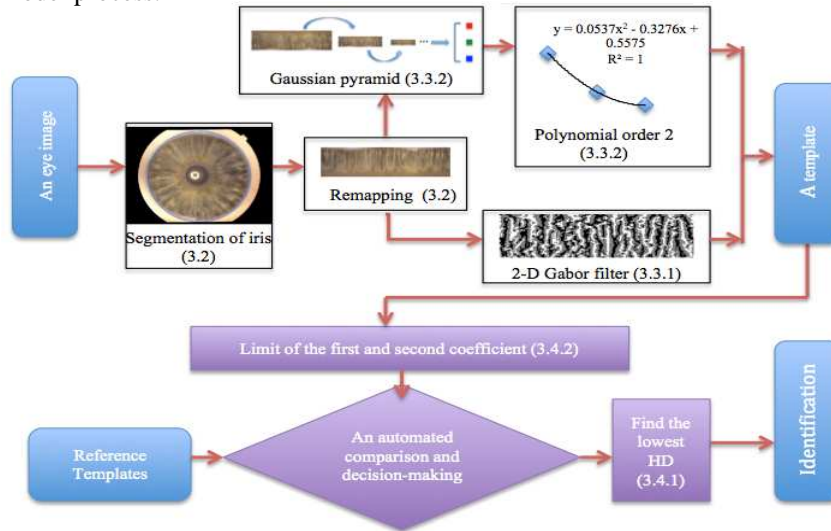 y = 0.0537x² - 0.3276x +
0.5575
R² = 1
Gaussian pyramid (3.3.2)
Polynomial order 2
(3.3.2)
An eye image
Segmentation of iris
(3.2)
Remapping (3.2)
2-D Gabor filter (3.3.1)
A template
Limit of the first and second coefficient (3.4.2)
Reference
Templates
An automated
comparison and
decision-making
Find the
lowest
HD
(3.4.1)
Identification